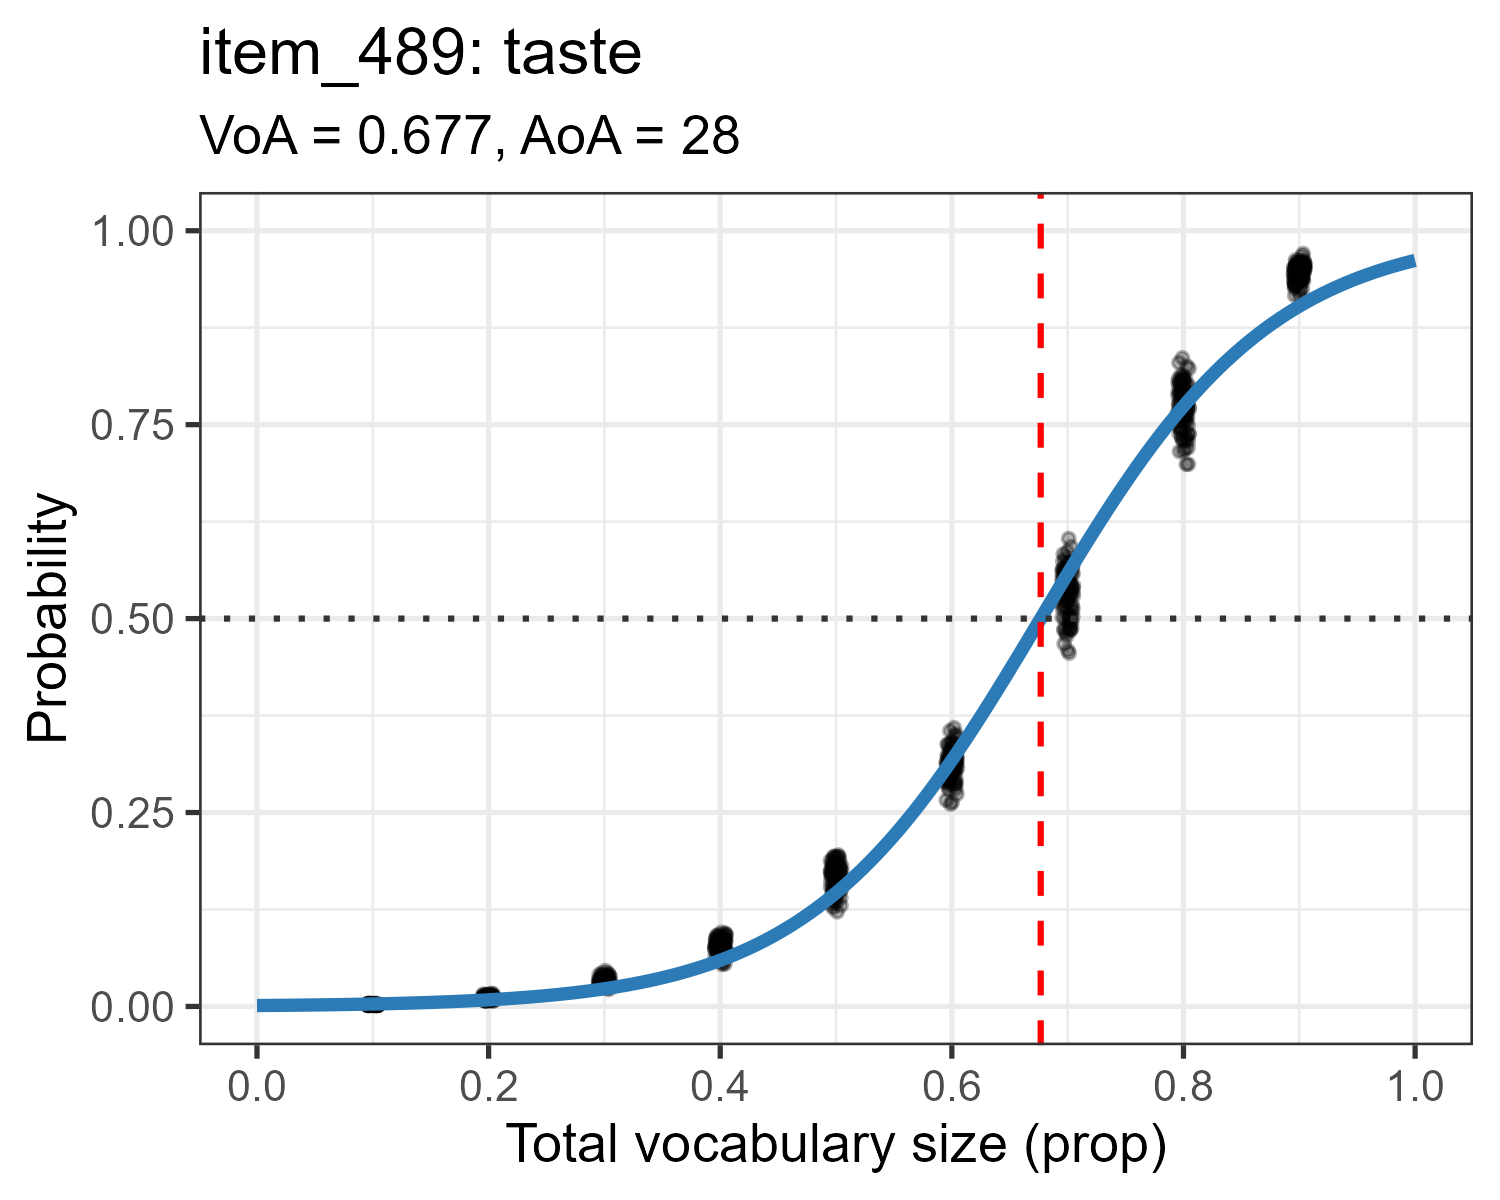 item_489: taste
VoA = 0.677, AoA = 28
1.00
0.75
0.50
0.25
0.00
Probability
0.0 0.2 0.4 0.6 0.8 1.0
Total vocabulary size (prop)